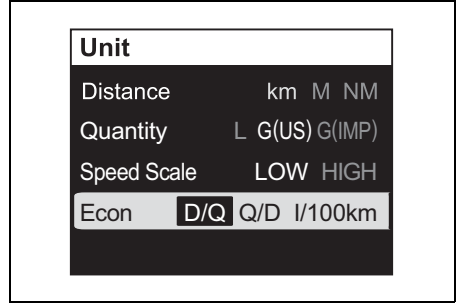 Unit
Distance km M NM
Quantity L G(US) G(IMP)
Speed Scale LOW HIGH
Econ D/Q Q/D l/100km